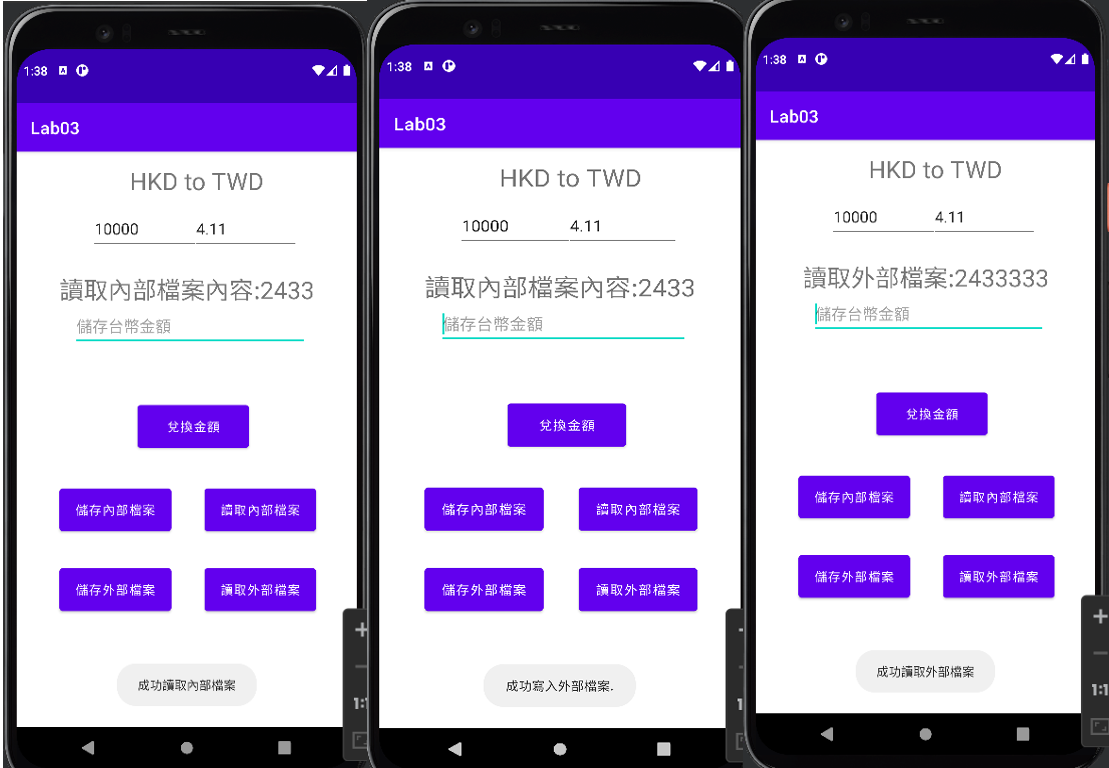 1:38
Lab03
HKD to TWD
10000 4.11
讀取內部檔案內容:2433
儲存台幣金額
兌換金額
儲存內部檔案 讀取內部檔案
儲存外部檔案 讀取外部檔案
成功讀取內部檔案
1:1
1:38
Lab03
HKD to TWD
10000 4.11
讀取內部檔案內容:2433
儲存台幣金額
兌換金額
儲存內部檔案 讀取內部檔案
儲存外部檔案 讀取外部檔案
成功寫入外部檔案.
1:38
Lab03
HKD to TWD
10000 4.11
讀取外部檔案:2433333
儲存台幣金額
兌換金額
儲存內部檔案 讀取內部檔案
儲存外部檔案 讀取外部檔案
成功讀取外部檔案
1:1